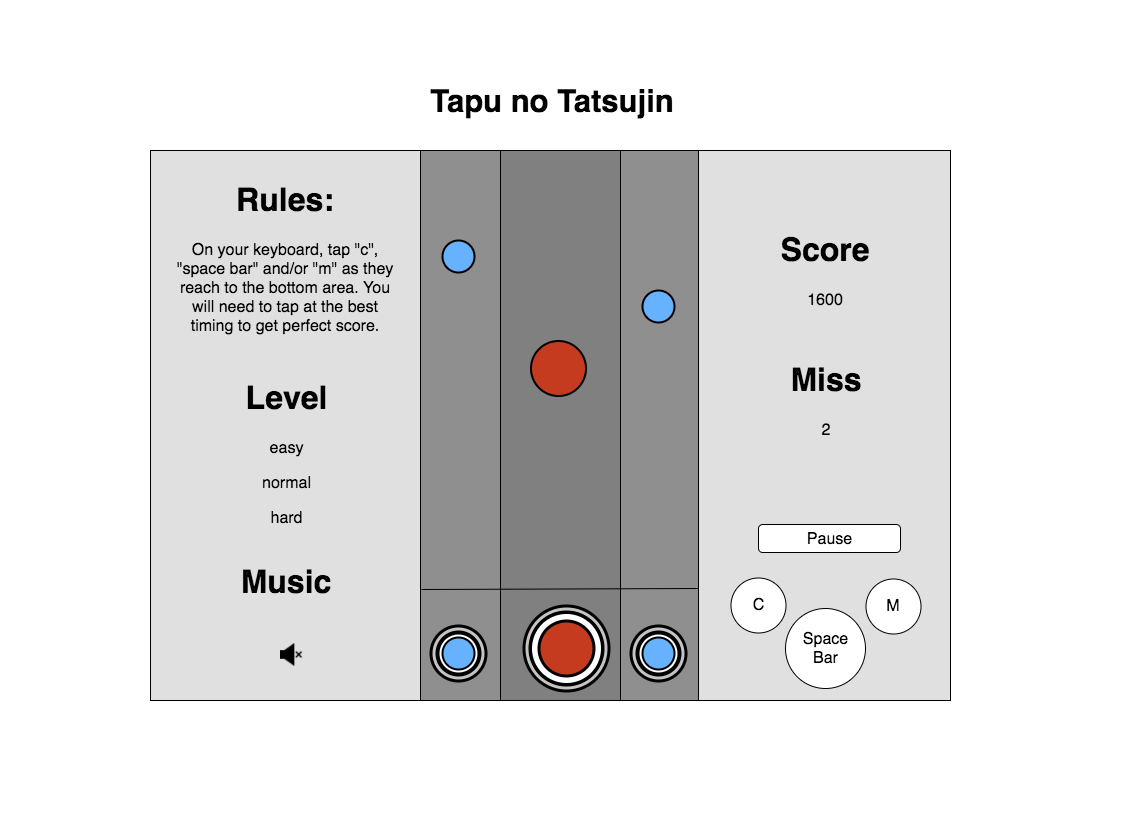 Tapu no Tatsujin
Rules:
On your keyboard, tap "c",
"space bar" and/or "m" as they
reach to the bottom area. You
will need to tap at the best
timing to get perfect score.
Level
easy
normal
hard
Music
Score
1600
Miss
2
Pause
C
M
Space
Bar